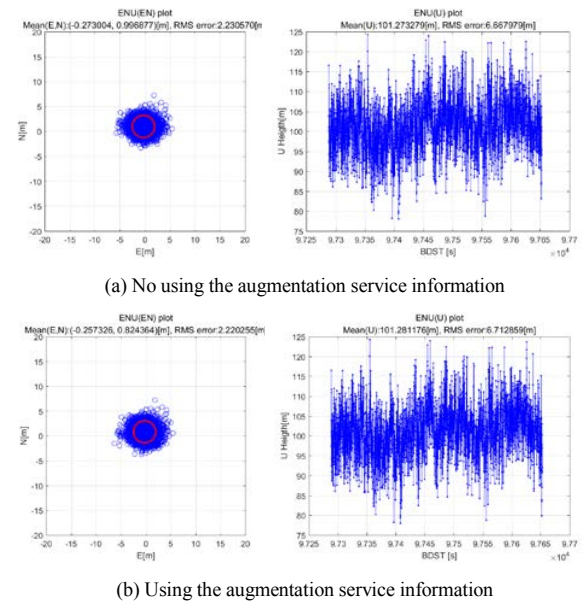 ENU(EN) plot
Mean(E,N):(-0.273004, 0.996877)[m], RMS error:2.230570[m
20
15
10
5
0
-5
-10
-15
-20
N[m]
-20 -15 -10 -5 0 5 10 15 20
E[m]
ENU(U) plot
Mean(U):101.273279[m], RMS error:6.667979[m]
125
120
115
110
105
100
95
90
85
80
75
U Heigth[m]
9.725 9.73 9.735 9.74 9.745 9.75 9.755 9.76 9.765 9.77
BDST [s]
×10⁴
(a) No using the augmentation service information
ENU(EN) plot
Mean(E,N):(-0.257326, 0.824364)[m], RMS error:2.220255[m
20
15
10
5
0
-5
-10
-15
-20
N[m]
-20 -15 -10 -5 0 5 10 15 20
E[m]
ENU(U) plot
Mean(U):101.281176[m], RMS error:6.712859[m]
125
120
115
110
105
100
95
90
85
80
75
U Heigth[m]
9.725 9.73 9.735 9.74 9.745 9.75 9.755 9.76 9.765 9.77
BDST [s]
×10⁴
(b) Using the augmentation service information